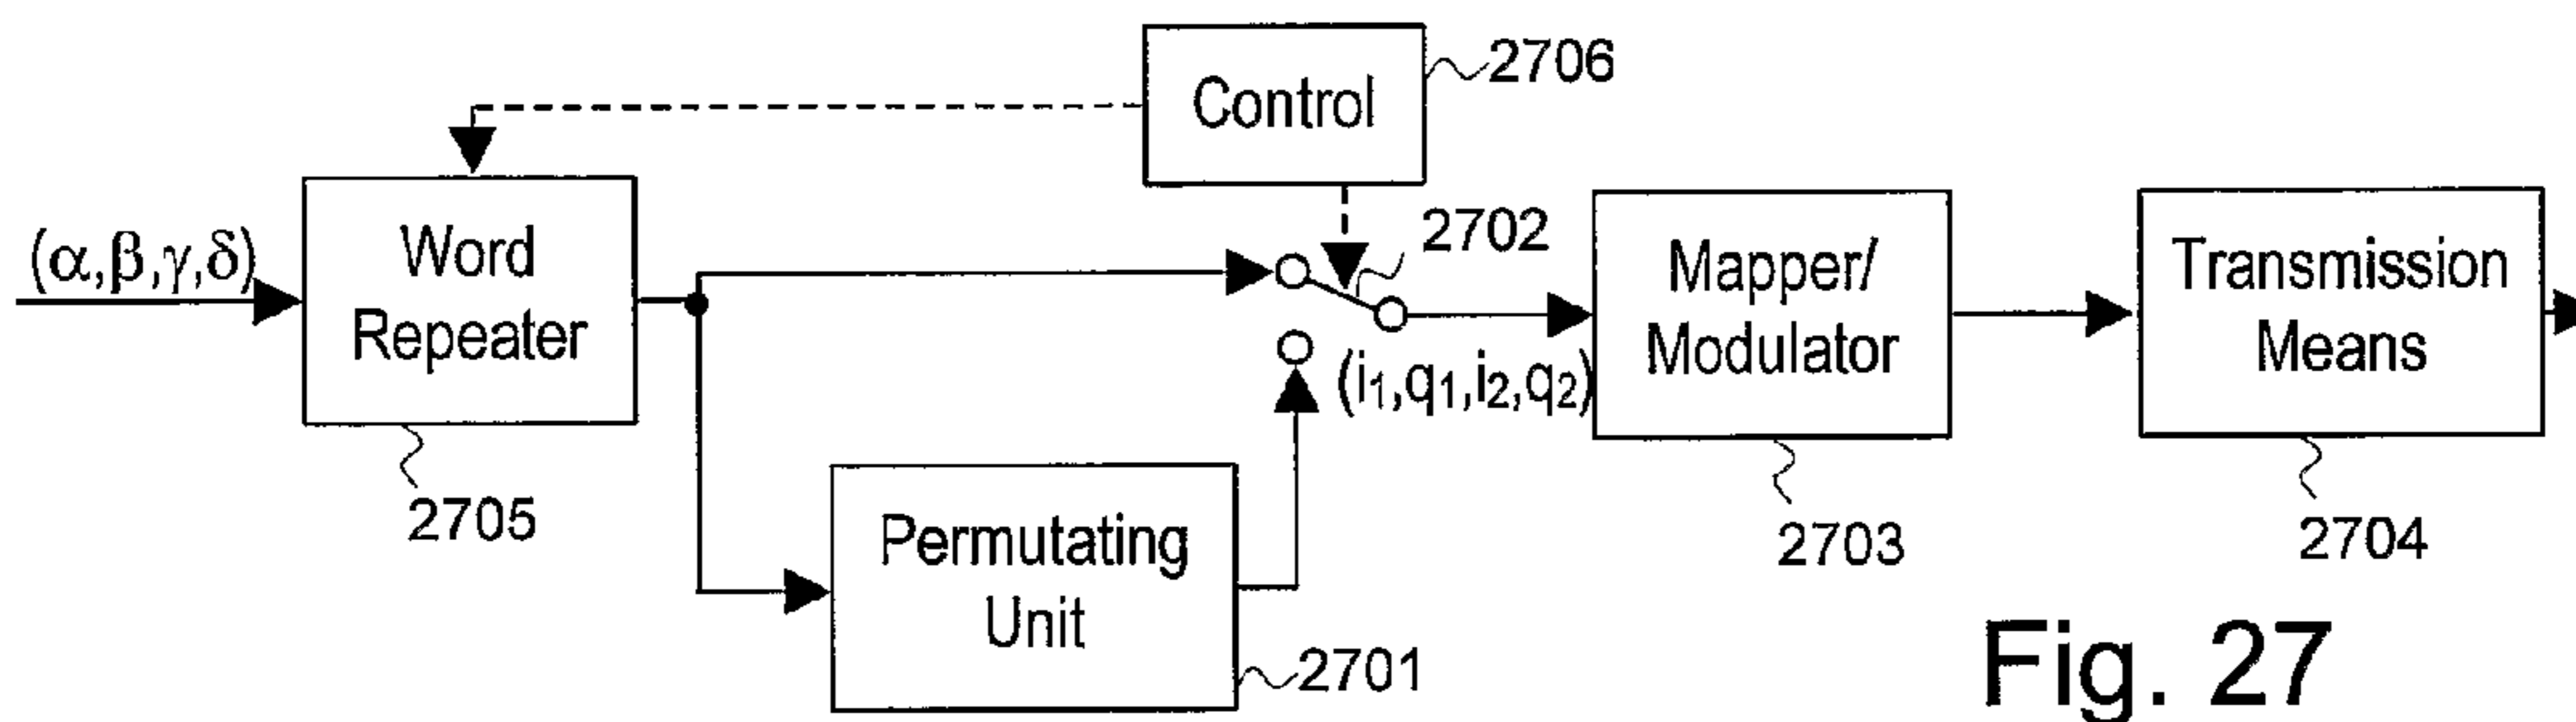 Control
2706
(α,β,γ,δ)
Word
Repeater
2705
2702
(i1,q1,i2,q2)
Mapper/
Modulator
2703
Transmission
Means
2704
Permutating
Unit
2701
Fig. 27